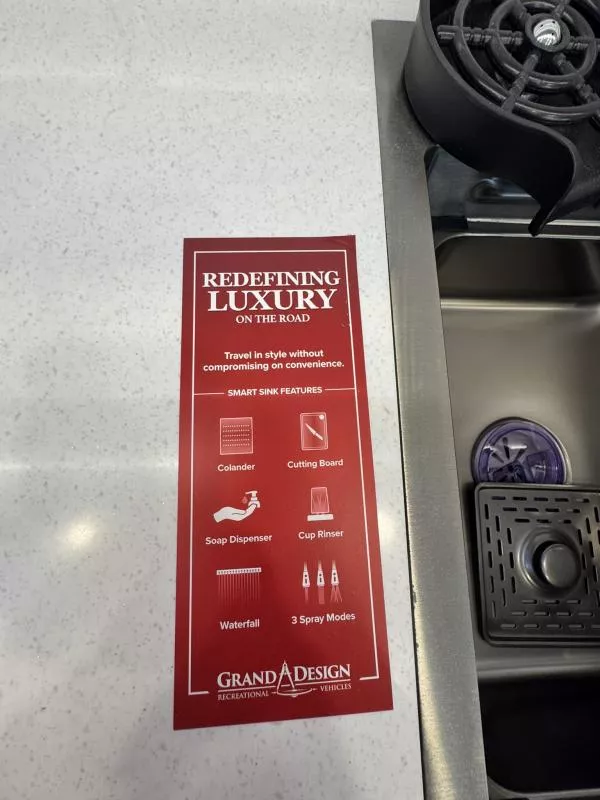 REDEFINING
LUXURY
ON THE ROAD
Travel in style without
compromising on convenience.
SMART SINK FEATURES
Colander
Cutting Board
Soap Dispenser
Cup Rinser
Waterfall
3 Spray Modes
GRAND DESIGN
RECREATIONAL VEHICLES